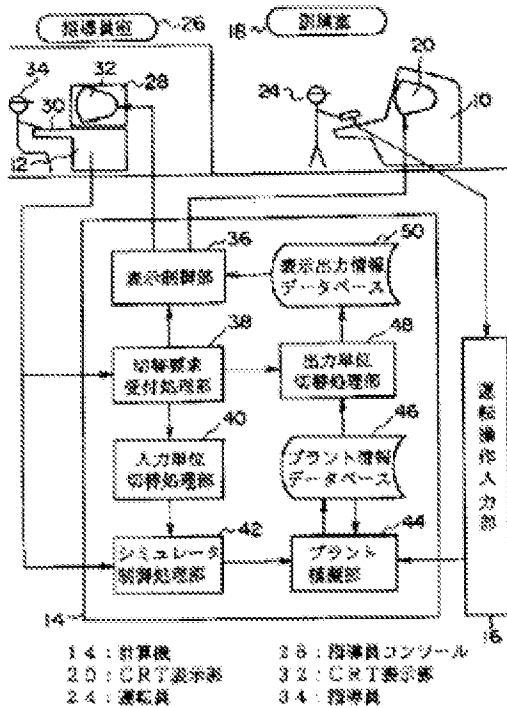 指導員室 26
18 訓練室
34
32
28
20
30
24
10
12
36
50
表示制御部
表示出力情報
データベース
38
48
切替要求
受付処理部
出力単位
切替処理部
40
46
入力単位
切替処理部
プラント情報
データベース
42
44
シミュレータ
制御処理部
プラント
模擬部
運転操作入力部
14
16
14:計算機
28:指導員コンソール
20:CRT表示部
32:CRT表示部
24:運転員
34:指導員